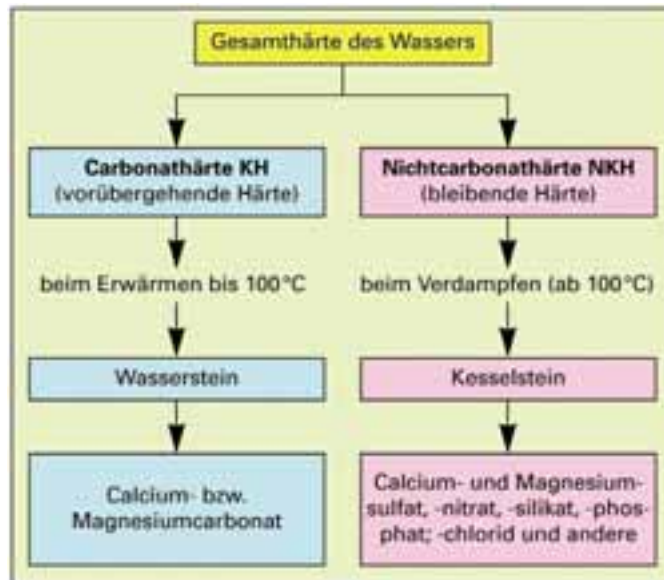 Gesamthärte des Wassers
Carbonathärte KH
(vorübergehende Härte)
Nichtcarbonathärte NKH
(bleibende Härte)
beim Erwärmen bis 100 °C
beim Verdampfen (ab 100 °C)
Wasserstein
Kesselstein
Calcium- bzw.
Magnesiumcarbonat
Calcium- und Magnesium-
sulfat, -nitrat, -silikat, -phos-
phat; -chlorid und andere